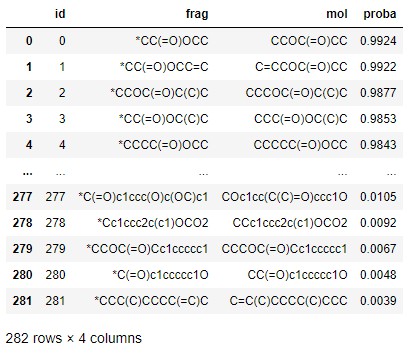 id frag mol proba
0 0 *CC(=O)OCC CCOC(=O)CC 0.9924
1 1 *CC(=O)OCC=C C=CCOC(=O)CC 0.9922
2 2 *CCOC(=O)C(C)C CCCOC(=O)C(C)C 0.9877
3 3 *CC(=O)OC(C)C CCC(=O)OC(C)C 0.9853
4 4 *CCCC(=O)OCC CCCCC(=O)OCC 0.9843
... ... ... ... ...
277 277 *C(=O)c1ccc(O)c(OC)c1 COc1cc(C(C)=O)ccc1O 0.0105
278 278 *Cc1ccc2c(c1)OCO2 CCc1ccc2c(c1)OCO2 0.0092
279 279 *CCOC(=O)Cc1ccccc1 CCCOC(=O)Cc1ccccc1 0.0067
280 280 *C(=O)c1ccccc1O CC(=O)c1ccccc1O 0.0048
281 281 *CCC(C)CCCC(=C)C C=C(C)CCCC(C)CCC 0.0039
282 rows × 4 columns